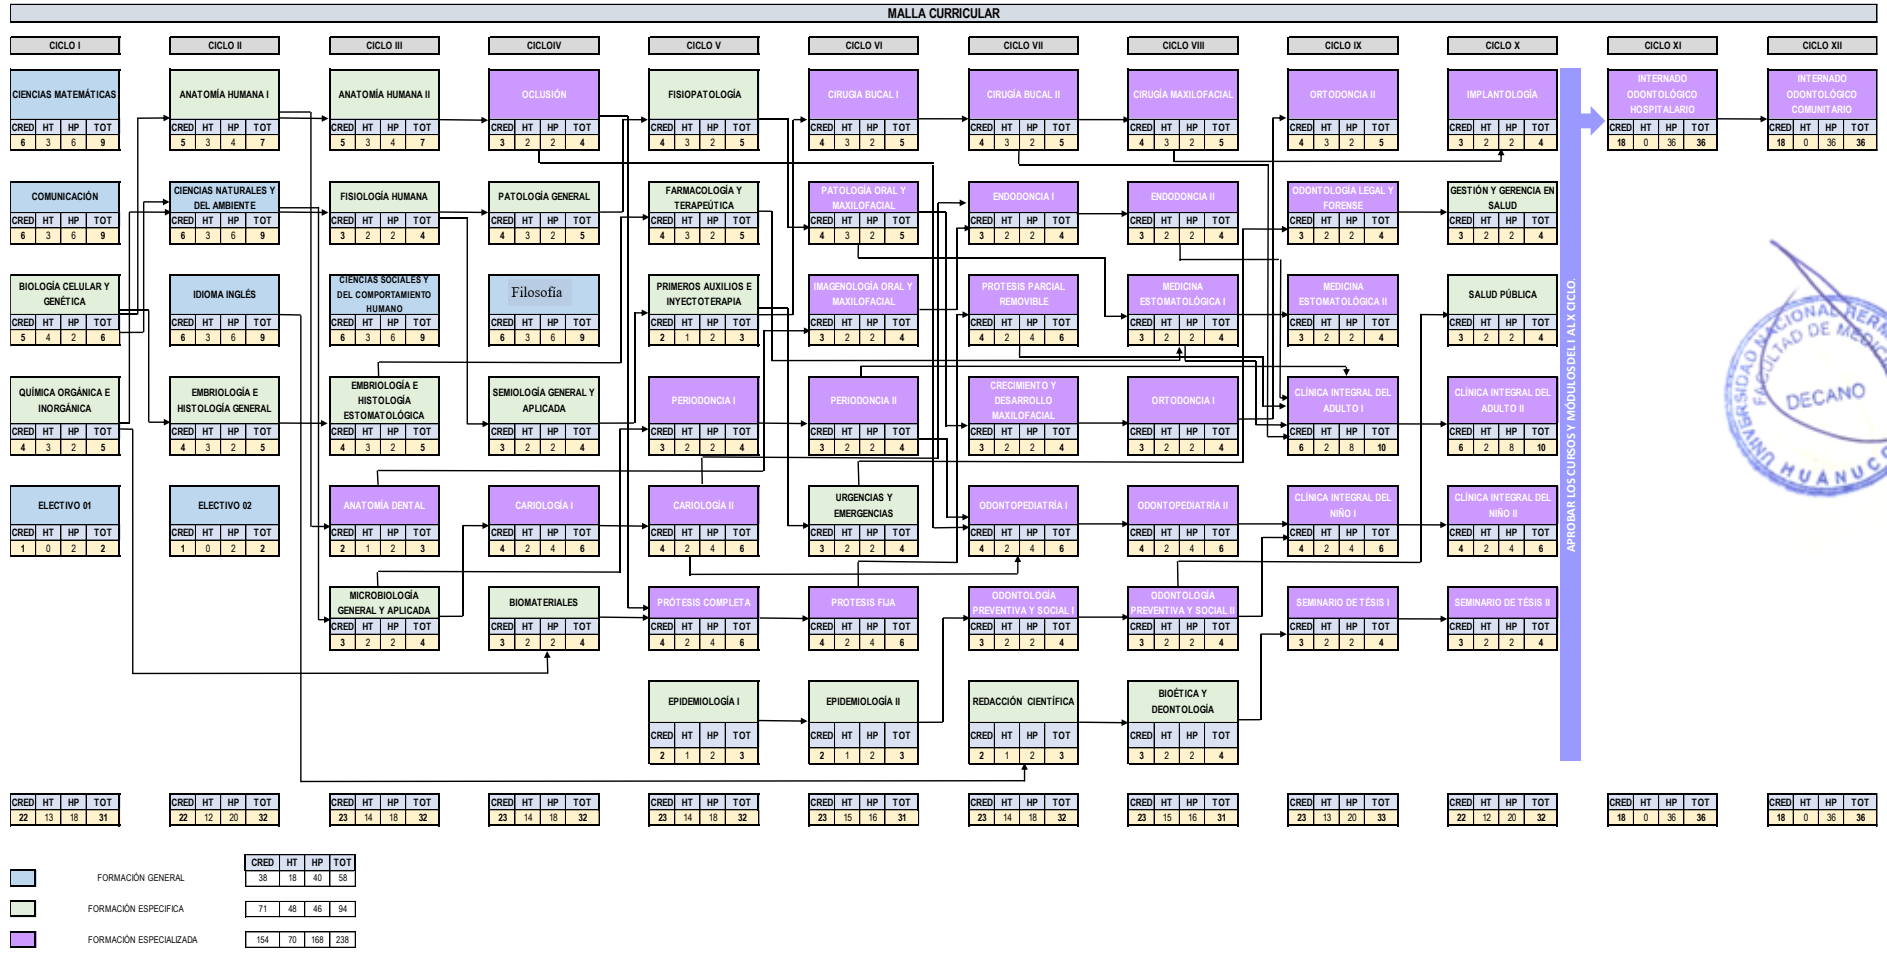 MALLA CURRICULAR
CICLO I CICLO II CICLO III CICLOIV CICLO V CICLO VI CICLO VII CICLO VIII CICLO IX CICLO X CICLO XI CICLO XII
CIENCIAS MATEMÁTICAS
CRED HT HP TOT
6 3 6 9
ANATOMÍA HUMANA I
CRED HT HP TOT
5 3 4 7
ANATOMÍA HUMANA II
CRED HT HP TOT
5 3 4 7
OCLUSIÓN
CRED HT HP TOT
3 2 2 4
FISIOPATOLOGÍA
CRED HT HP TOT
4 3 2 5
CIRUGIA BUCAL I
CRED HT HP TOT
4 3 2 5
CIRUGÍA BUCAL II
CRED HT HP TOT
4 3 2 5
CIRUGÍA MAXILOFACIAL
CRED HT HP TOT
4 3 2 5
ORTODONCIA II
CRED HT HP TOT
4 3 2 5
IMPLANTOLOGÍA
CRED HT HP TOT
3 2 2 4
INTERNADO
ODONTOLÓGICO
HOSPITALARIO
CRED HT HP TOT
18 0 36 36
INTERNADO
ODONTOLÓGICO
COMUNITARIO
CRED HT HP TOT
18 0 36 36
COMUNICACIÓN
CRED HT HP TOT
6 3 6 9
CIENCIAS NATURALES Y
DEL AMBIENTE
CRED HT HP TOT
6 3 6 9
FISIOLOGÍA HUMANA
CRED HT HP TOT
3 2 2 4
PATOLOGÍA GENERAL
CRED HT HP TOT
4 3 2 5
FARMACOLOGÍA Y
TERAPEÚTICA
CRED HT HP TOT
4 3 2 5
PATOLOGÍA ORAL Y
MAXILOFACIAL
CRED HT HP TOT
4 3 2 5
ENDODONCIA I
CRED HT HP TOT
3 2 2 4
ENDODONCIA II
CRED HT HP TOT
3 2 2 4
ODONTOLOGÍA LEGAL Y
FORENSE
CRED HT HP TOT
3 2 2 4
GESTIÓN Y GERENCIA EN
SALUD
CRED HT HP TOT
3 2 2 4
BIOLOGÍA CELULAR Y
GENÉTICA
CRED HT HP TOT
5 4 2 6
IDIOMA INGLÉS
CRED HT HP TOT
6 3 6 9
CIENCIAS SOCIALES Y
DEL COMPORTAMIENTO
HUMANO
CRED HT HP TOT
6 3 6 9
Filosofía
CRED HT HP TOT
6 3 6 9
PRIMEROS AUXILIOS E
INYECTOTERAPIA
CRED HT HP TOT
2 1 2 3
IMAGENOLOGÍA ORAL Y
MAXILOFACIAL
CRED HT HP TOT
3 2 2 4
PROTESIS PARCIAL
REMOVIBLE
CRED HT HP TOT
4 2 4 6
MEDICINA
ESTOMATOLÓGICA I
CRED HT HP TOT
3 2 2 4
MEDICINA
ESTOMATOLÓGICA II
CRED HT HP TOT
3 2 2 4
SALUD PÚBLICA
CRED HT HP TOT
3 2 2 4
QUÍMICA ORGÁNICA E
INORGÁNICA
CRED HT HP TOT
4 3 2 5
EMBRIOLOGÍA E
HISTOLOGÍA GENERAL
CRED HT HP TOT
4 3 2 5
EMBRIOLOGÍA E
HISTOLOGÍA
ESTOMATOLÓGICA
CRED HT HP TOT
4 3 2 5
SEMIOLOGÍA GENERAL Y
APLICADA
CRED HT HP TOT
3 2 2 4
PERIODONCIA I
CRED HT HP TOT
3 2 2 4
PERIODONCIA II
CRED HT HP TOT
3 2 2 4
CRECIMIENTO Y
DESARROLLO
MAXILOFACIAL
CRED HT HP TOT
3 2 2 4
ORTODONCIA I
CRED HT HP TOT
3 2 2 4
CLÍNICA INTEGRAL DEL
ADULTO I
CRED HT HP TOT
6 2 8 10
CLÍNICA INTEGRAL DEL
ADULTO II
CRED HT HP TOT
6 2 8 10
ELECTIVO 01
CRED HT HP TOT
1 0 2 2
ELECTIVO 02
CRED HT HP TOT
1 0 2 2
ANATOMÍA DENTAL
CRED HT HP TOT
2 1 2 3
CARIOLOGÍA I
CRED HT HP TOT
4 2 4 6
CARIOLOGÍA II
CRED HT HP TOT
4 2 4 6
URGENCIAS Y
EMERGENCIAS
CRED HT HP TOT
3 2 2 4
ODONTOPEDIATRÍA I
CRED HT HP TOT
4 2 4 6
ODONTOPEDIATRÍA II
CRED HT HP TOT
4 2 4 6
CLÍNICA INTEGRAL DEL
NIÑO I
CRED HT HP TOT
4 2 4 6
CLÍNICA INTEGRAL DEL
NIÑO II
CRED HT HP TOT
4 2 4 6
MICROBIOLOGÍA
GENERAL Y APLICADA
CRED HT HP TOT
3 2 2 4
BIOMATERIALES
CRED HT HP TOT
3 2 2 4
PRÓTESIS COMPLETA
CRED HT HP TOT
4 2 4 6
PROTESIS FIJA
CRED HT HP TOT
4 2 4 6
ODONTOLOGÍA
PREVENTIVA Y SOCIAL I
CRED HT HP TOT
3 2 2 4
ODONTOLOGÍA
PREVENTIVA Y SOCIAL II
CRED HT HP TOT
3 2 2 4
SEMINARIO DE TÉSIS I
CRED HT HP TOT
3 2 2 4
SEMINARIO DE TÉSIS II
CRED HT HP TOT
3 2 2 4
EPIDEMIOLOGÍA I
CRED HT HP TOT
2 1 2 3
EPIDEMIOLOGÍA II
CRED HT HP TOT
2 1 2 3
REDACCIÓN CIENTÍFICA
CRED HT HP TOT
2 1 2 3
BIOÉTICA Y
DEONTOLOGÍA
CRED HT HP TOT
3 2 2 4
APROBAR LOS CURSOS Y MÓDULOS DEL I AL X CICLO.
UNIVERSIDAD NACIONAL HERM
FACULTAD DE MEDIC
DECANO
HUÁNUCO
CRED HT HP TOT
22 13 18 31
CRED HT HP TOT
22 12 20 32
CRED HT HP TOT
23 14 18 32
CRED HT HP TOT
23 14 18 32
CRED HT HP TOT
23 14 18 32
CRED HT HP TOT
23 15 16 31
CRED HT HP TOT
23 14 18 32
CRED HT HP TOT
23 15 16 31
CRED HT HP TOT
23 13 20 33
CRED HT HP TOT
22 12 20 32
CRED HT HP TOT
18 0 36 36
CRED HT HP TOT
18 0 36 36
CRED HT HP TOT
FORMACIÓN GENERAL 38 18 40 58
FORMACIÓN ESPECIFICA 71 48 46 94
FORMACIÓN ESPECIALIZADA 154 70 168 238